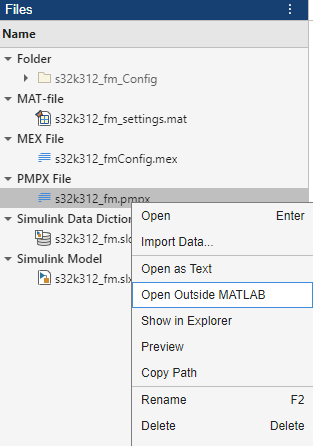 Files
Name
Folder
s32k312_fm_Config
MAT-file
s32k312_fm_settings.mat
MEX File
s32k312_fmConfig.mex
PMPX File
s32k312_fm.pmpx
Open Enter
Simulink Data Dictio
Import Data...
s32k312_fm.slc
Simulink Model
Open as Text
s32k312_fm.slx
Open Outside MATLAB
Show in Explorer
Preview
Copy Path
Rename F2
Delete Delete